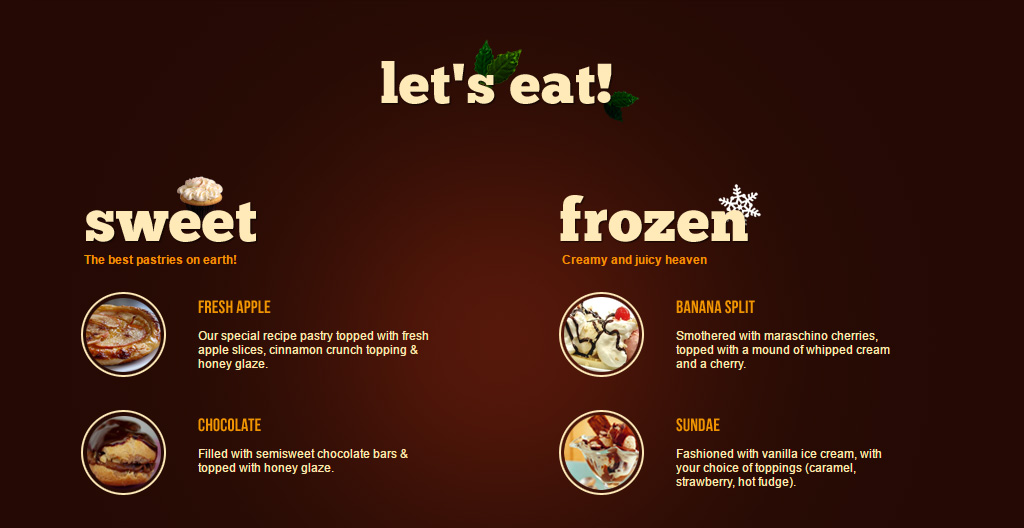 let's eat!
sweet
The best pastries on earth!
FRESH APPLE
Our special recipe pastry topped with fresh
apple slices, cinnamon crunch topping &
honey glaze.
CHOCOLATE
Filled with semisweet chocolate bars &
topped with honey glaze.
frozen
Creamy and juicy heaven
BANANA SPLIT
Smothered with maraschino cherries,
topped with a mound of whipped cream
and a cherry.
SUNDAE
Fashioned with vanilla ice cream, with
your choice of toppings (caramel,
strawberry, hot fudge).